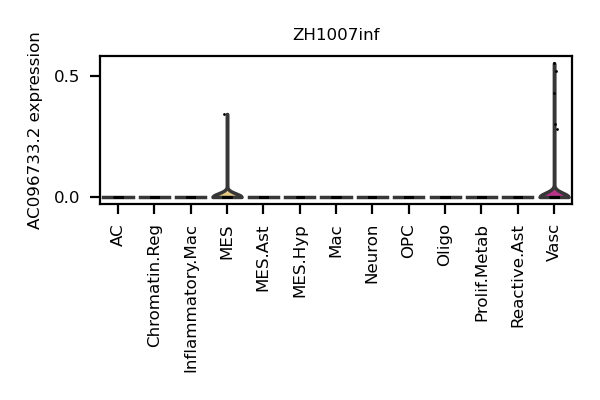 ZH1007inf
AC096733.2 expression
0.5
0.0
AC
Chromatin.Reg
Inflammatory.Mac
MES
MES.Ast
MES.Hyp
Mac
Neuron
OPC
Oligo
Prolif.Metab
Reactive.Ast
Vasc